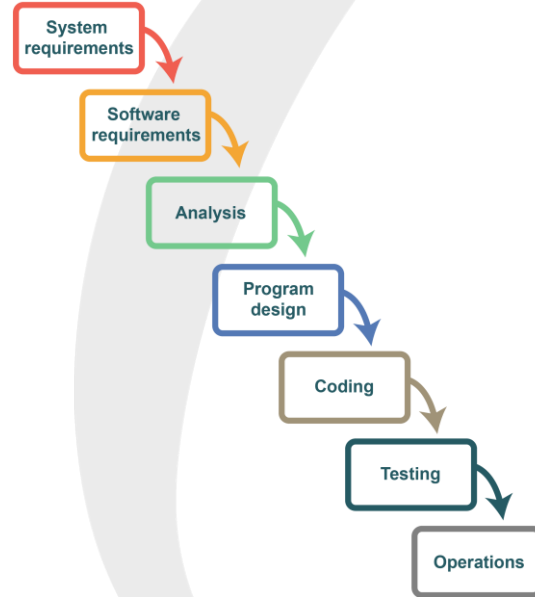 System
requirements
Software
requirements
Analysis
Program
design
Coding
Testing
Operations